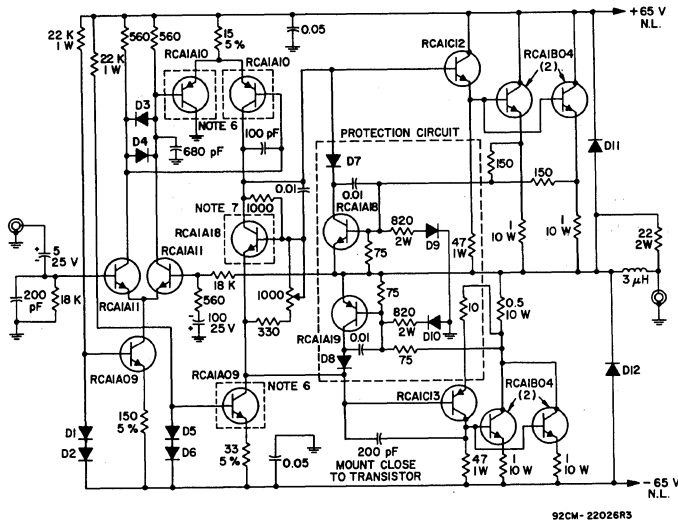 +65 V
N.L.
22 K
1 W
22 K
1 W
560
560
15
5 %
0.05
RCA1A10
RCA1A10
NOTE 6
RCA1C12
RCA1B04
(2)
D3
D4
680 pF
100 pF
0.01
PROTECTION CIRCUIT
D7
0.01
RCA1A18
150
150
D11
NOTE 7
1000
RCA1A18
820
2W
D9
75
47
1W
1
10 W
1
10 W
22
2W
5
25 V
200
pF
18 K
RCA1A11
RCA1A11
18 K
560
100
25 V
1000
330
75
3 μH
RCA1A19
0.01
820
2W
D10
75
10
0.5
10 W
D8
RCA1A09
RCA1A09
NOTE 6
RCA1C13
RCA1B04
(2)
D12
150
5 %
D1
D2
D5
D6
33
5 %
0.05
200 pF
MOUNT CLOSE
TO TRANSISTOR
47
1W
1
10 W
1
10 W
-65 V
N.L.
92CM-22026R3